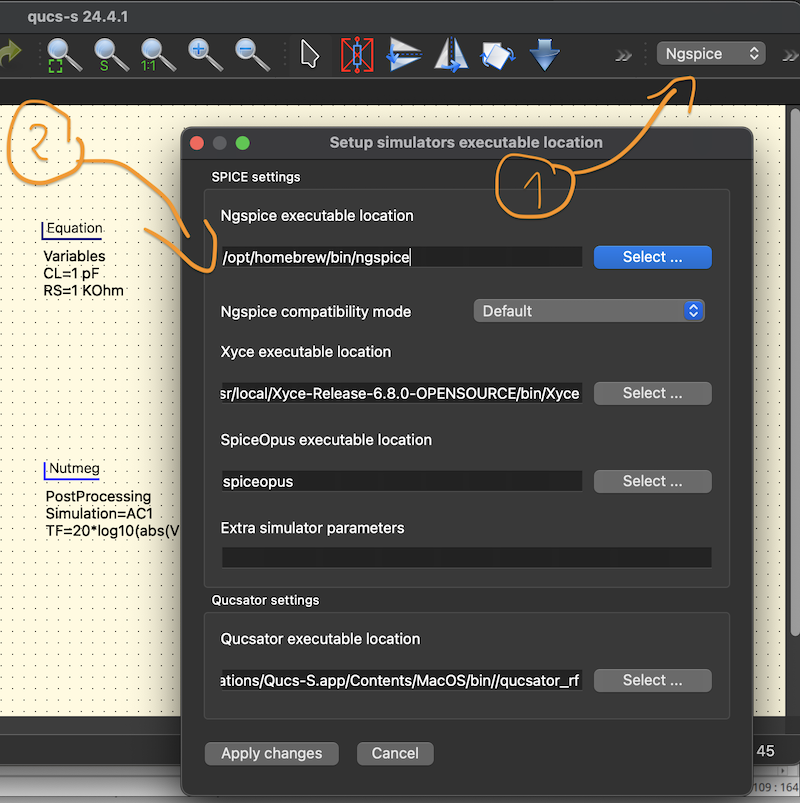 qucs-s 24.4.1
S
1:1
Ngspice
2
Setup simulators executable location
1
SPICE settings
Ngspice executable location
/opt/homebrew/bin/ngspice
Select ...
Equation
Variables
CL=1 pF
RS=1 KOhm
Ngspice compatibility mode
Default
Xyce executable location
sr/local/Xyce-Release-6.8.0-OPENSOURCE/bin/Xyce
Select ...
SpiceOpus executable location
spiceopus
Select ...
Nutmeg
PostProcessing
Simulation=AC1
TF=20*log10(abs(V
Extra simulator parameters
Qucsator settings
Qucsator executable location
ations/Qucs-S.app/Contents/MacOS/bin//qucsator_rf
Select ...
Apply changes
Cancel
45
109 : 164